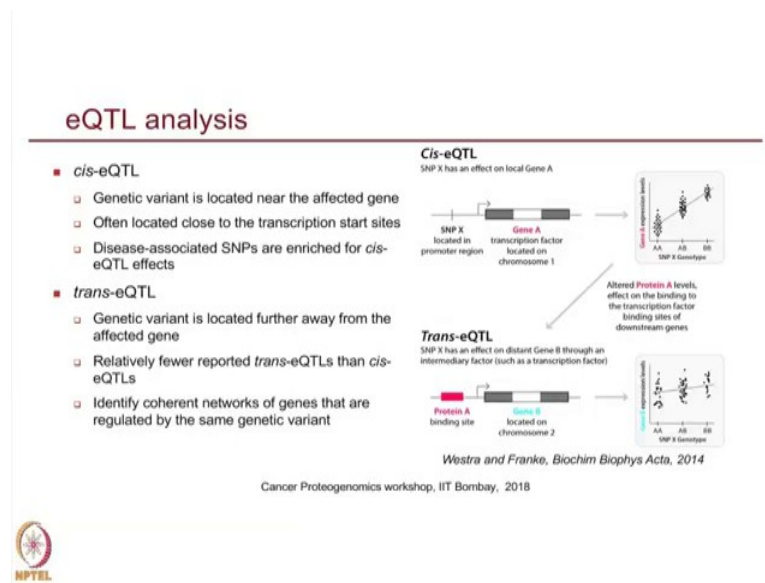 eQTL analysis
cis-eQTL
Genetic variant is located near the affected gene
Often located close to the transcription start sites
Disease-associated SNPs are enriched for cis-
eQTL effects
trans-eQTL
Genetic variant is located further away from the
affected gene
Relatively fewer reported trans-eQTLs than cis-
eQTLs
Identify coherent networks of genes that are
regulated by the same genetic variant
Cis-eQTL
SNP X has an effect on local Gene A
SNP X
located in
promoter region
Gene A
transcription factor
located on
chromosome 1
Gene A expression levels
AA AB BB
SNP X Genotype
Altered Protein A levels,
effect on the binding to
the transcription factor
binding sites of
downstream genes
Trans-eQTL
SNP X has an effect on distant Gene B through an
intermediary factor (such as a transcription factor)
Protein A
binding site
Gene B
located on
chromosome 2
Gene B expression levels
AA AB BB
SNP X Genotype
Westra and Franke, Biochim Biophys Acta, 2014
Cancer Proteogenomics workshop, IIT Bombay, 2018
NPTEL